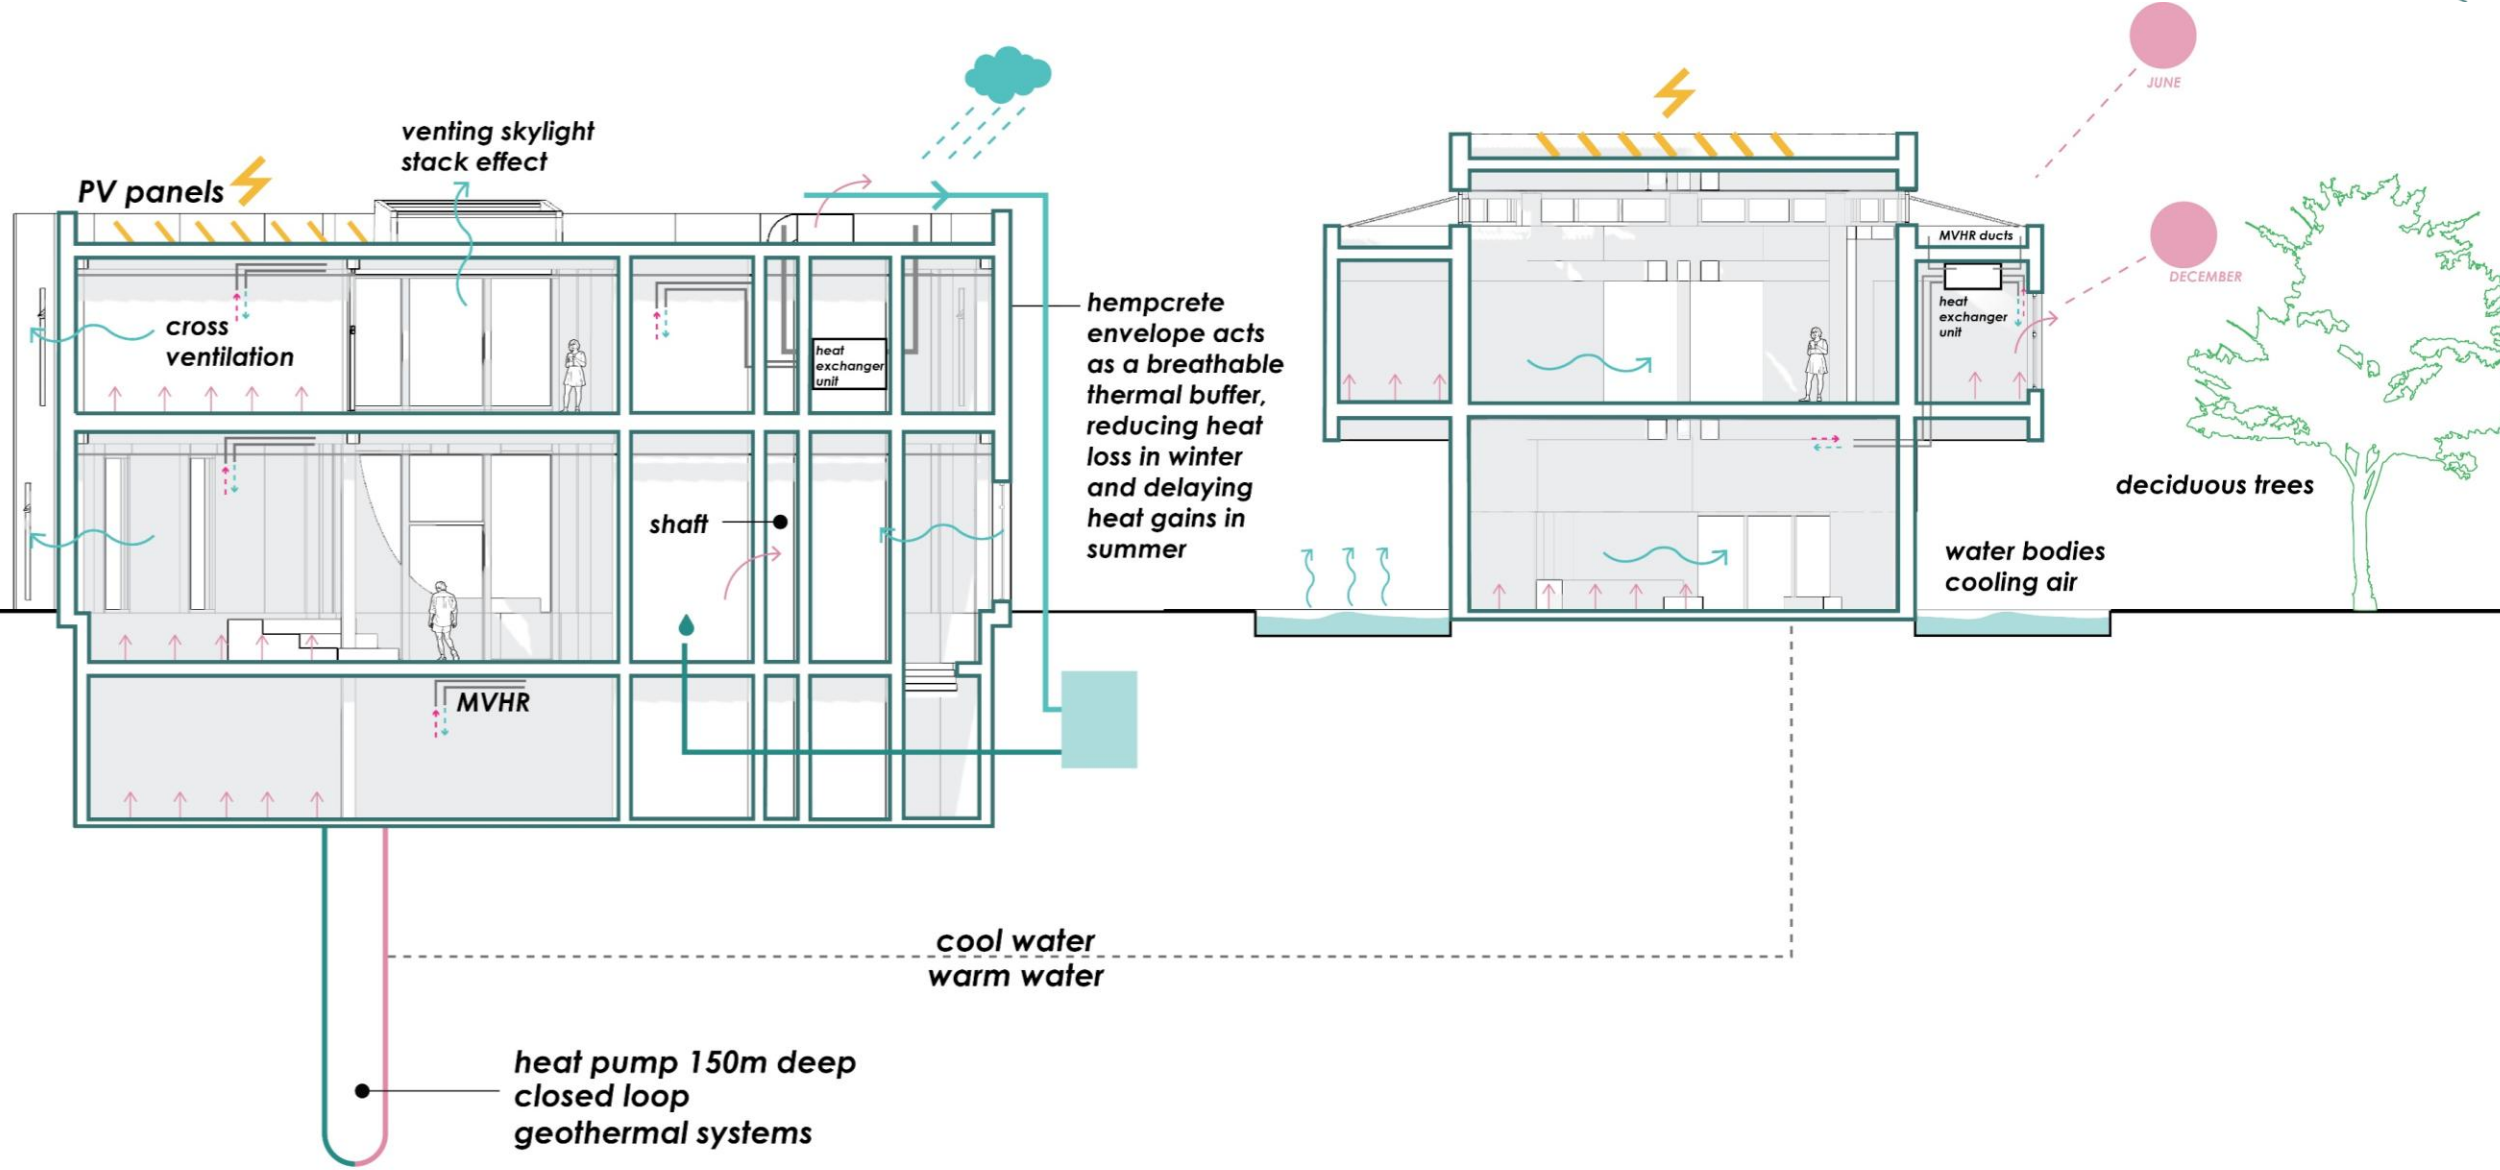 JUNE
venting skylight
stack effect
PV panels
MVHR ducts
DECEMBER
hempcrete
envelope acts
as a breathable
thermal buffer,
reducing heat
loss in winter
and delaying
heat gains in
summer
cross
ventilation
heat
exchanger
unit
heat
exchanger
unit
deciduous trees
shaft
water bodies
cooling air
MVHR
cool water
warm water
heat pump 150m deep
closed loop
geothermal systems